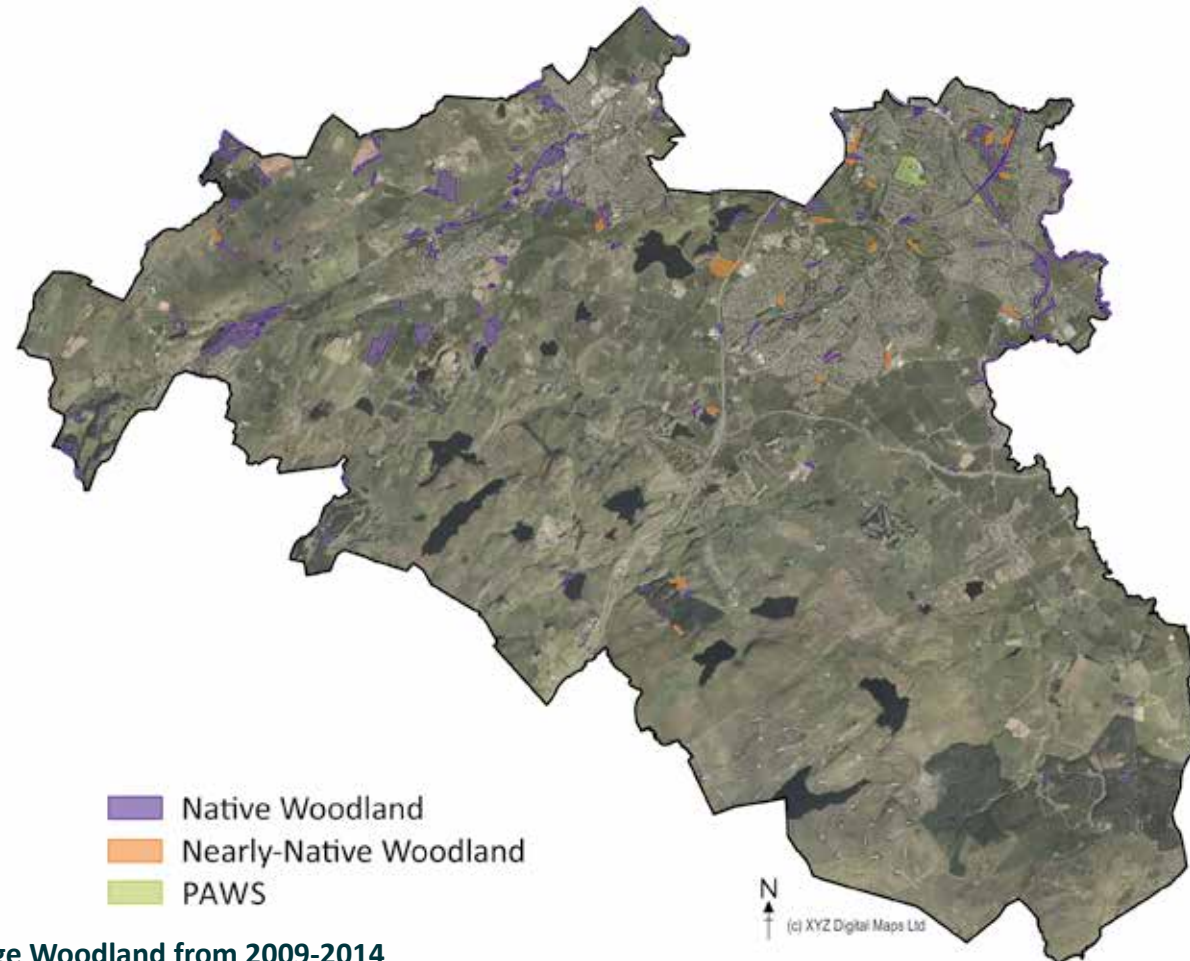 Native Woodland
Nearly-Native Woodland
PAWS
N
(c) XYZ Digital Maps Ltd
Woodland from 2009-2014